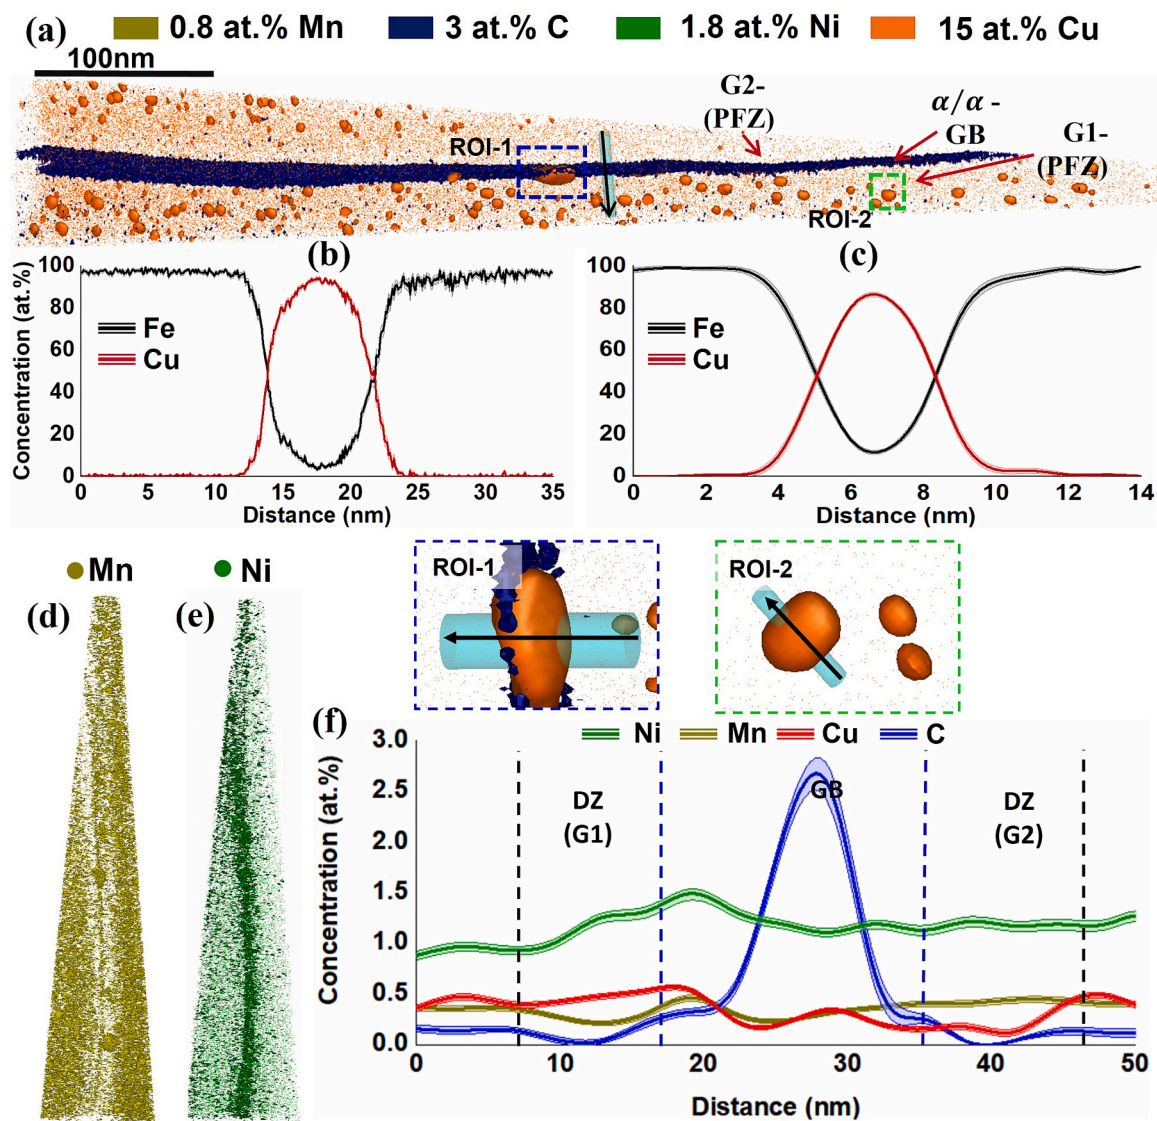 (a) 0.8 at.% Mn 3 at.% C 1.8 at.% Ni 15 at.% Cu
100nm
G2-
(PFZ)
α/α -
GB
G1-
(PFZ)
ROI-1
ROI-2
(b)
Concentration (at.%)
100
80
60
40
20
0
Fe
Cu
0 5 10 15 20 25 30 35
Distance (nm)
(c)
100
80
60
40
20
0
Fe
Cu
0 2 4 6 8 10 12 14
Distance (nm)
Mn
(d)
Ni
(e)
ROI-1
ROI-2
(f)
Ni Mn Cu C
Concentration (at.%)
3.0
2.5
2.0
1.5
1.0
0.5
0.0
DZ
(G1)
GB
DZ
(G2)
0 10 20 30 40 50
Distance (nm)